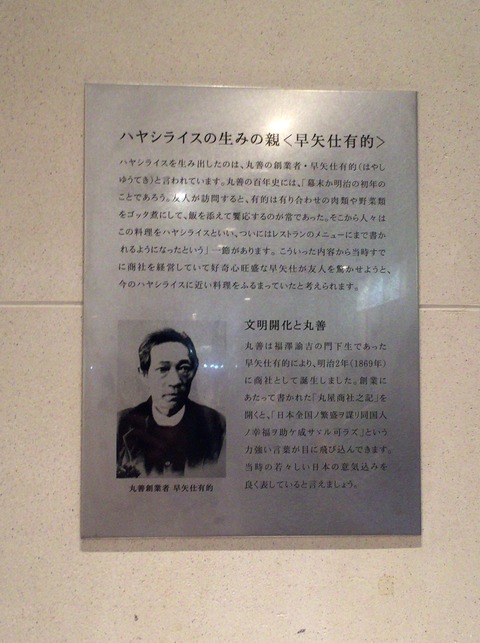 ハヤシライスの生みの親<早矢仕有的>
ハヤシライスを生み出したのは、丸善の創業者・早矢仕有的(はやし
ゆうてき)と言われています。丸善の百年史には、「幕末か明治の初年の
ことであろう。友人が訪問すると、有的は有り合わせの肉類や野菜類
をゴッタ煮にして、飯を添えて饗応するのが常であった。そこから人々は
この料理をハヤシライスといい、ついにはレストランのメニューにまで書か
れるようになったという」一節があります。こういった内容から当時すで
に商社を経営していて好奇心旺盛な早矢仕が友人を驚かせようと、
今のハヤシライスに近い料理をふるまっていたと考えられます。
文明開化と丸善
丸善は福澤諭吉の門下生であった
早矢仕有的により、明治2年(1869年)
に商社として誕生しました。創業に
あたって書かれた「丸屋商社之記」を
開くと、「日本全国ノ繁盛ヲ謀リ同国人
ノ幸福ヲ助ケ成サマル可ラズ」という
力強い言葉が目に飛び込んできます。
当時の若々しい日本の意気込みを
良く表していると言えましょう。
丸善創業者 早矢仕有的